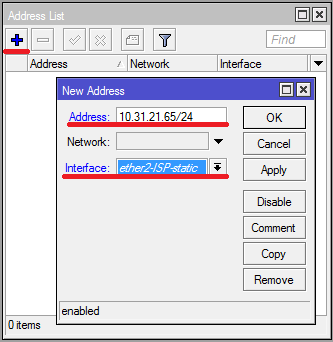 Address List
Find
Address Network Interface
New Address
Address: 10.31.21.65/24
OK
Network:
Cancel
Interface: ether2-ISP-static
Apply
Disable
Comment
Copy
Remove
enabled
0 items